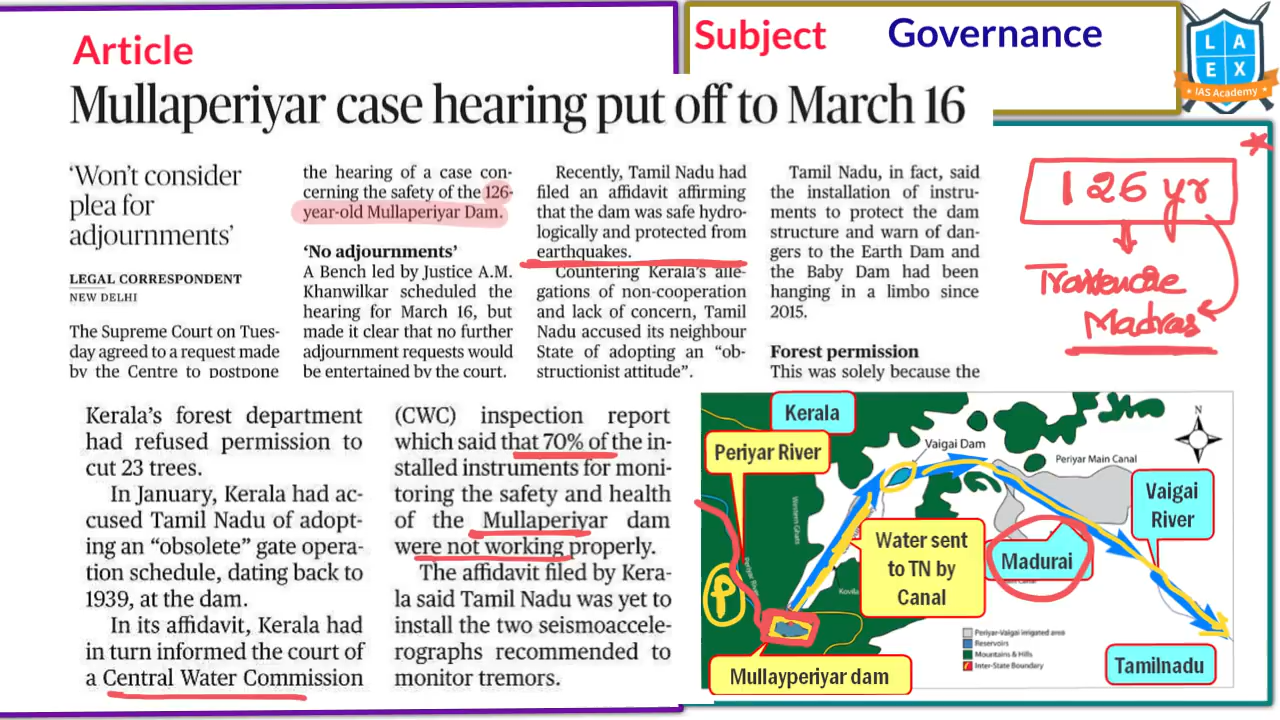 Article
Subject
Governance
L A
E X
IAS Academy
Mullaperiyar case hearing put off to March 16
‘Won’t consider
plea for
adjournments’
LEGAL CORRESPONDENT
NEW DELHI
The Supreme Court on Tues-
day agreed to a request made
by the Centre to postpone
the hearing of a case con-
cerning the safety of the 126-
year-old Mullaperiyar Dam.
‘No adjournments’
A Bench led by Justice A.M.
Khanwilkar scheduled the
hearing for March 16, but
made it clear that no further
adjournment requests would
be entertained by the court.
Recently, Tamil Nadu had
filed an affidavit affirming
that the dam was safe hydro-
logically and protected from
earthquakes.
Countering Kerala’s alle-
gations of non-cooperation
and lack of concern, Tamil
Nadu accused its neighbour
State of adopting an “ob-
structionist attitude”.
Tamil Nadu, in fact, said
the installation of instru-
ments to protect the dam
structure and warn of dan-
gers to the Earth Dam and
the Baby Dam had been
hanging in a limbo since
2015.
Forest permission
This was solely because the
Kerala’s forest department
had refused permission to
cut 23 trees.
In January, Kerala had ac-
cused Tamil Nadu of adopt-
ing an “obsolete” gate opera-
tion schedule, dating back to
1939, at the dam.
In its affidavit, Kerala had
in turn informed the court of
a Central Water Commission
(CWC) inspection report
which said that 70% of the in-
stalled instruments for moni-
toring the safety and health
of the Mullaperiyar dam
were not working properly.
The affidavit filed by Kera-
la said Tamil Nadu was yet to
install the two seismoaccele-
rographs recommended to
monitor tremors.
126 yr
Madras
Kerala
Periyar River
Vaigai Dam
N
Periyar Main Canal
Vaigai
River
Western Ghats
Water sent
to TN by
Canal
Madurai
Periyar River
P
Periyar-Vaigai irrigated area
Reservoirs
Mountains & Hills
Inter-State Boundary
Mullayperiyar dam
Tamilnadu